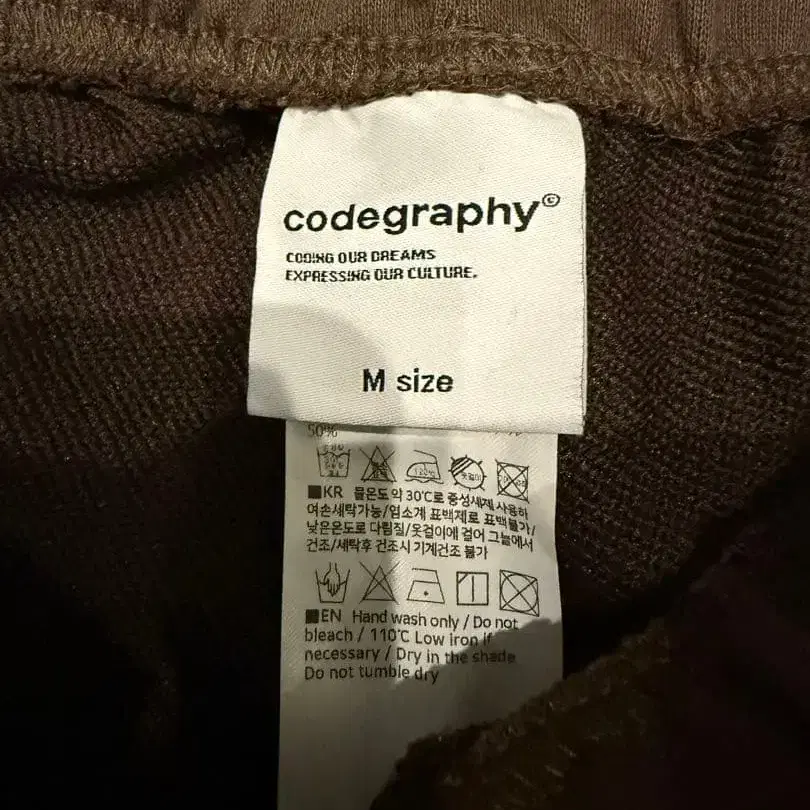 codegraphy©
CODING OUR DREAMS
EXPRESSING OUR CULTURE.
M size
50%
120℃
옷걸이
■KR 물온도 약 30℃로 중성세제 사용하
여손세탁가능/염소계 표백제로 표백불가/
낮은온도로 다림질/옷걸이에 걸어 그늘에서
건조/세탁후 건조시 기계건조 불가
■EN Hand wash only / Do not
bleach / 110℃ Low iron if
necessary / Dry in the shade
Do not tumble dry